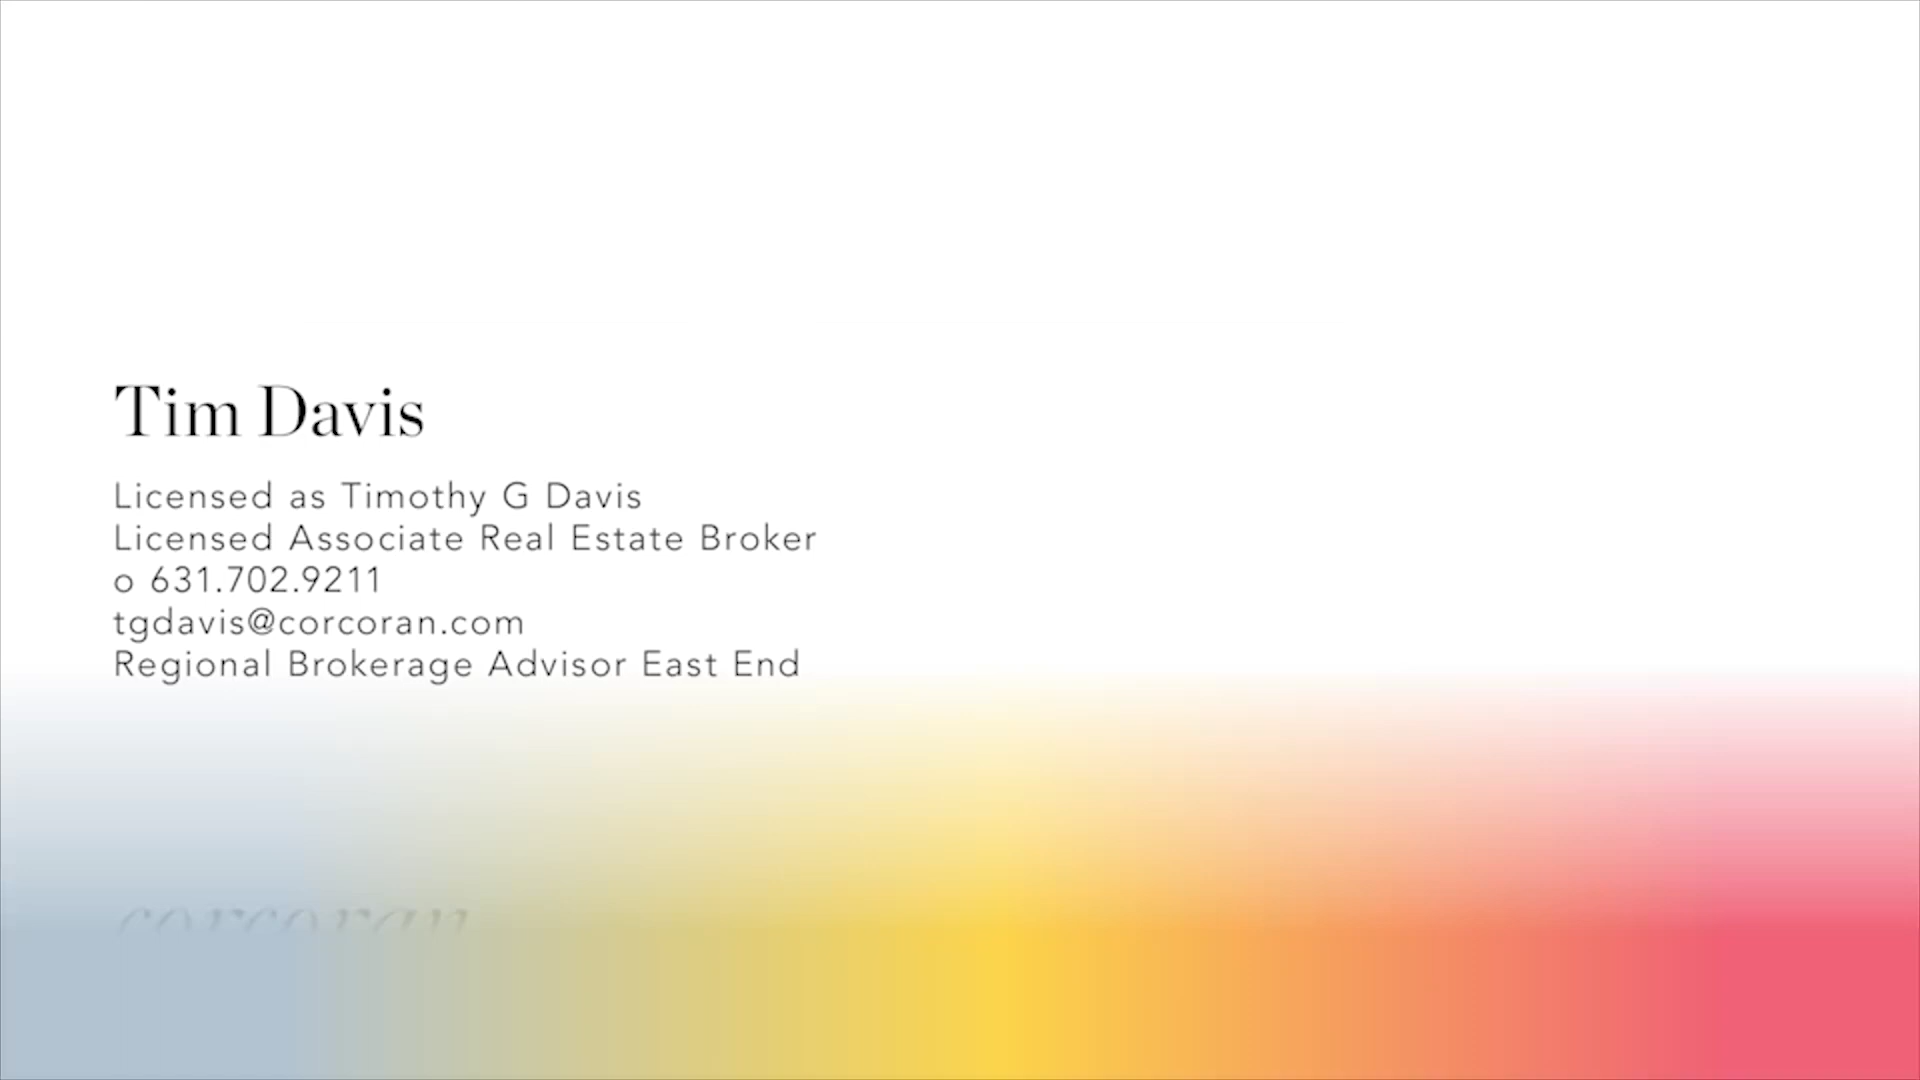 Tim Davis
Licensed as Timothy G Davis
Licensed Associate Real Estate Broker
o 631.702.9211
tgdavis@corcoran.com
Regional Brokerage Advisor East End
corcoran